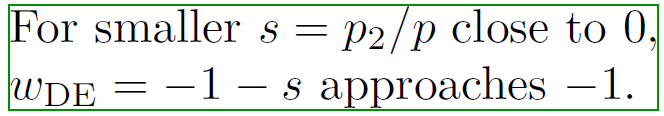 For smaller s = p₂/p close to 0,
w_DE = −1 − s approaches −1.